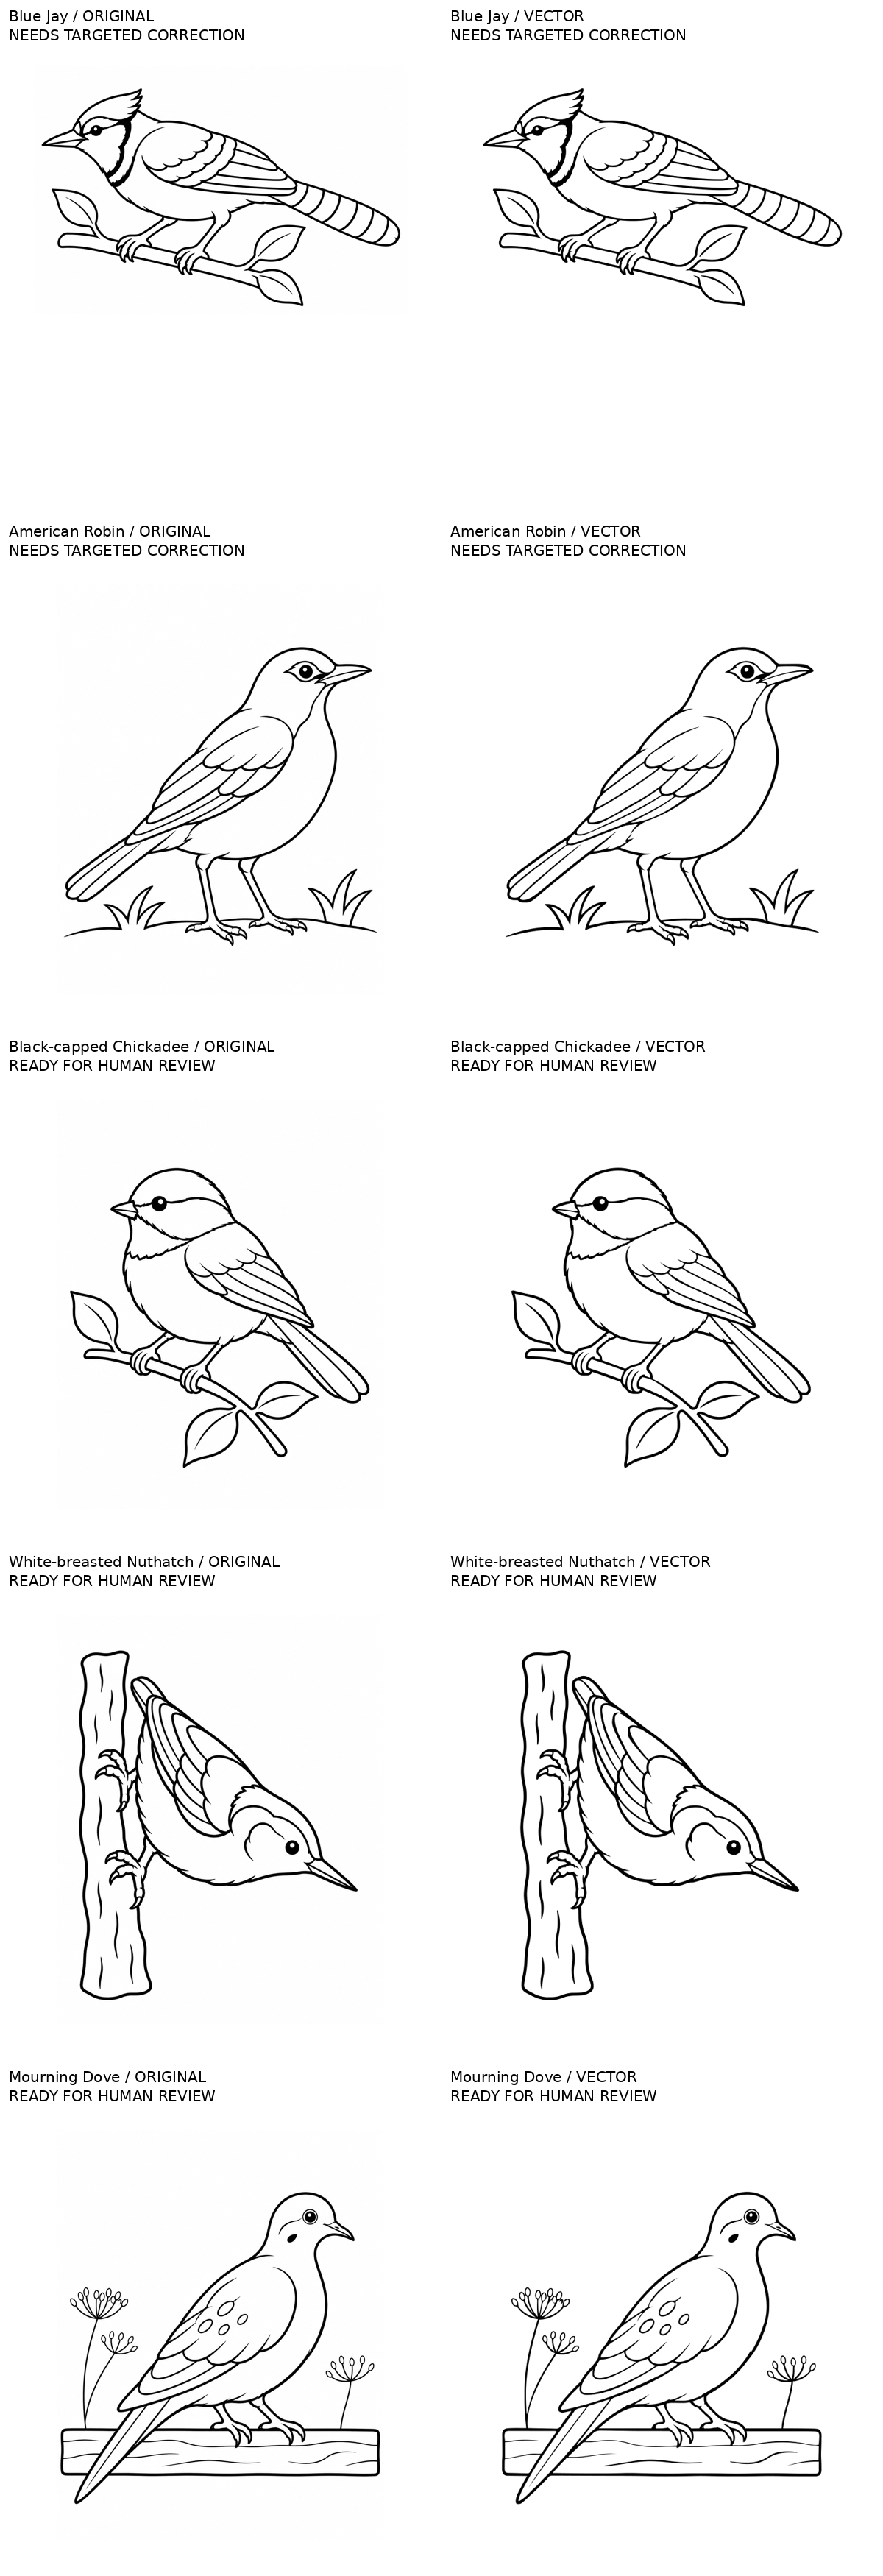 Blue Jay / ORIGINAL
NEEDS TARGETED CORRECTION
Blue Jay / VECTOR
NEEDS TARGETED CORRECTION
American Robin / ORIGINAL
NEEDS TARGETED CORRECTION
American Robin / VECTOR
NEEDS TARGETED CORRECTION
Black-capped Chickadee / ORIGINAL
READY FOR HUMAN REVIEW
Black-capped Chickadee / VECTOR
READY FOR HUMAN REVIEW
White-breasted Nuthatch / ORIGINAL
READY FOR HUMAN REVIEW
White-breasted Nuthatch / VECTOR
READY FOR HUMAN REVIEW
Mourning Dove / ORIGINAL
READY FOR HUMAN REVIEW
Mourning Dove / VECTOR
READY FOR HUMAN REVIEW